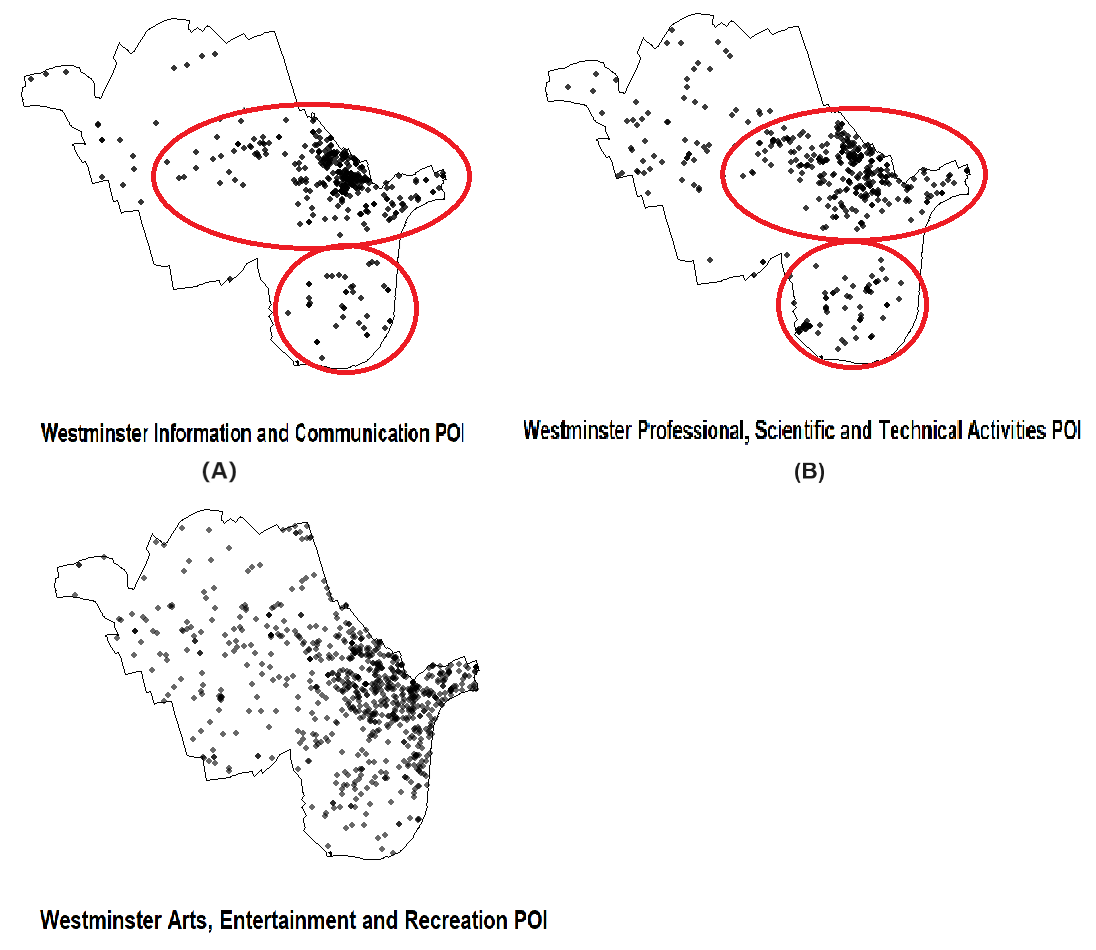 Westminster Information and Communication POI
(A)
Westminster Professional, Scientific and Technical Activities POI
(B)
Westminster Arts, Entertainment and Recreation POI